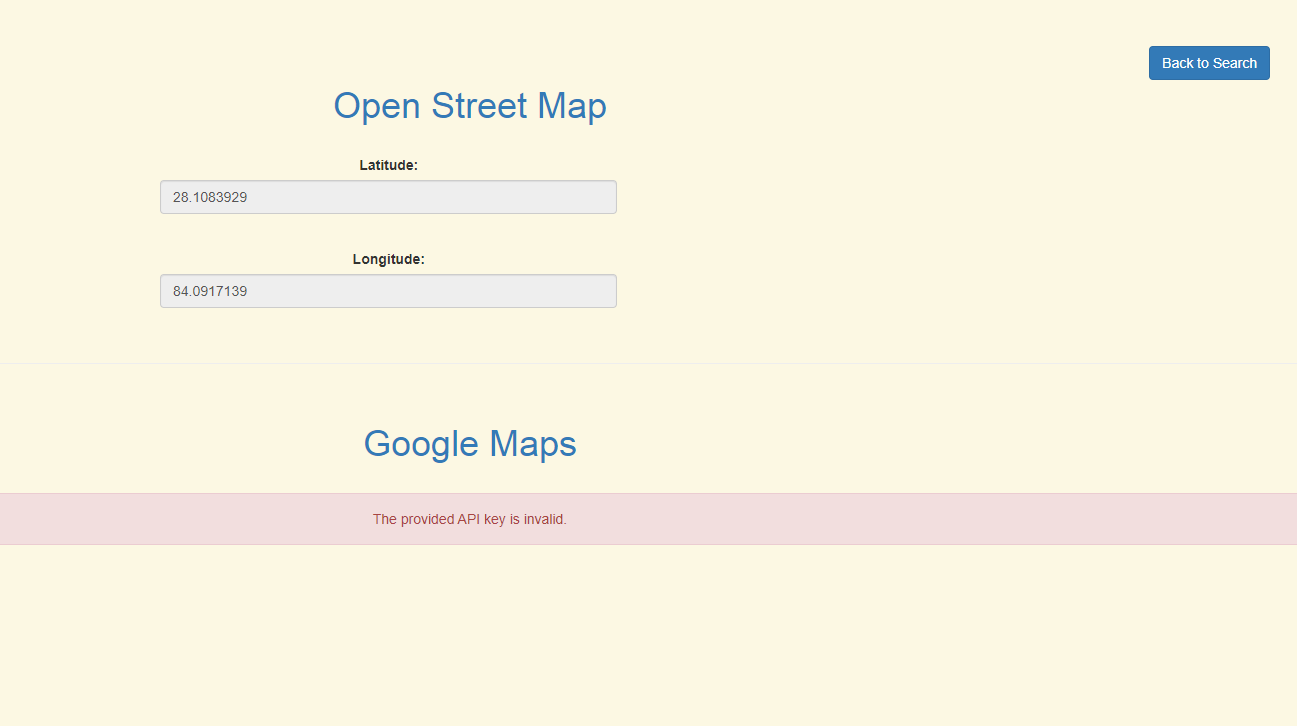 Back to Search
Open Street Map
Latitude:
28.1083929
Longitude:
84.0917139
Google Maps
The provided API key is invalid.